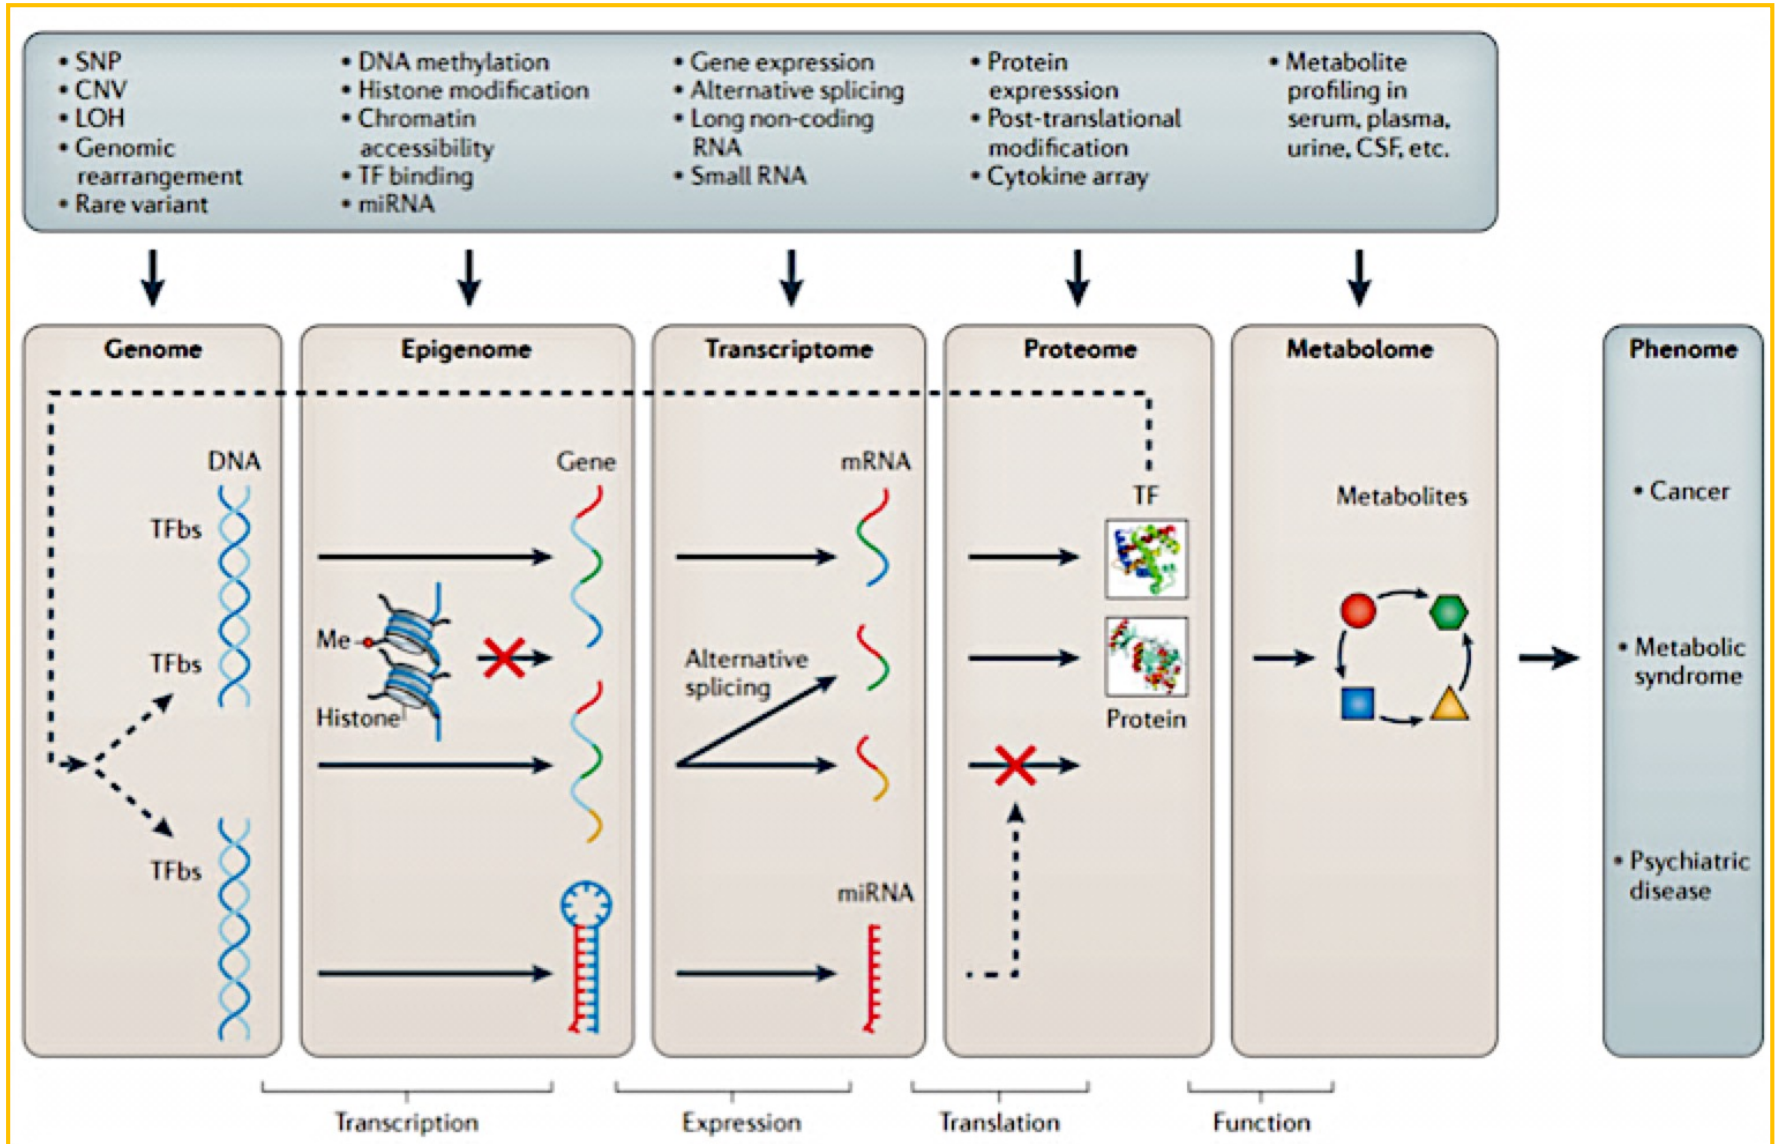 • SNP
• CNV
• LOH
• Genomic
rearrangement
• Rare variant
• DNA methylation
• Histone modification
• Chromatin
accessibility
• TF binding
• miRNA
• Gene expression
• Alternative splicing
• Long non-coding
RNA
• Small RNA
• Protein
expresssion
• Post-translational
modification
• Cytokine array
• Metabolite
profiling in
serum, plasma,
urine, CSF, etc.
Genome
DNA
TFbs
TFbs
TFbs
Epigenome
Gene
Me
Histone
Transcriptome
mRNA
Alternative
splicing
miRNA
Proteome
TF
Protein
Metabolome
Metabolites
Phenome
• Cancer
• Metabolic
syndrome
• Psychiatric
disease
Transcription
Expression
Translation
Function